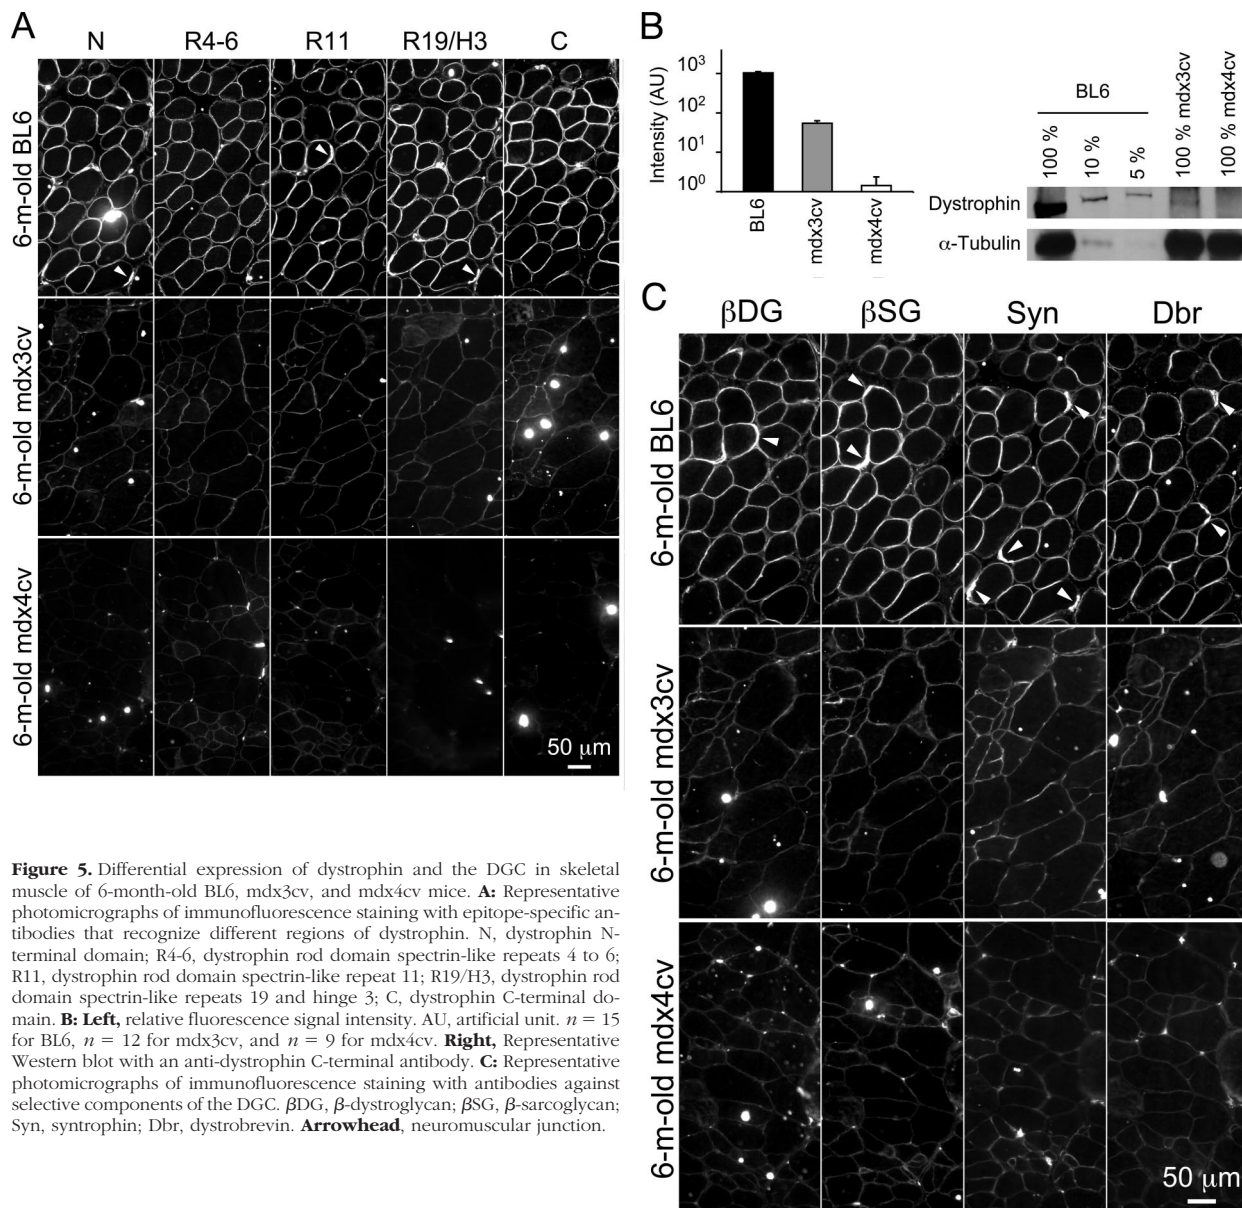 A
N R4-6 R11 R19/H3 C
6-m-old BL6
6-m-old mdx3cv
6-m-old mdx4cv
50 μm
B
Intensity (AU)
10³
10²
10¹
10⁰
BL6
mdx3cv
mdx4cv
BL6
100 %
10 %
5 %
100 % mdx3cv
100 % mdx4cv
Dystrophin
α-Tubulin
C
βDG βSG Syn Dbr
6-m-old BL6
6-m-old mdx3cv
6-m-old mdx4cv
50 μm
Figure 5. Differential expression of dystrophin and the DGC in skeletal
muscle of 6-month-old BL6, mdx3cv, and mdx4cv mice. A: Representative
photomicrographs of immunofluorescence staining with epitope-specific an-
tibodies that recognize different regions of dystrophin. N, dystrophin N-
terminal domain; R4-6, dystrophin rod domain spectrin-like repeats 4 to 6;
R11, dystrophin rod domain spectrin-like repeat 11; R19/H3, dystrophin rod
domain spectrin-like repeats 19 and hinge 3; C, dystrophin C-terminal do-
main. B: Left, relative fluorescence signal intensity. AU, artificial unit. n = 15
for BL6, n = 12 for mdx3cv, and n = 9 for mdx4cv. Right, Representative
Western blot with an anti-dystrophin C-terminal antibody. C: Representative
photomicrographs of immunofluorescence staining with antibodies against
selective components of the DGC. βDG, β-dystroglycan; βSG, β-sarcoglycan;
Syn, syntrophin; Dbr, dystrobrevin. Arrowhead, neuromuscular junction.